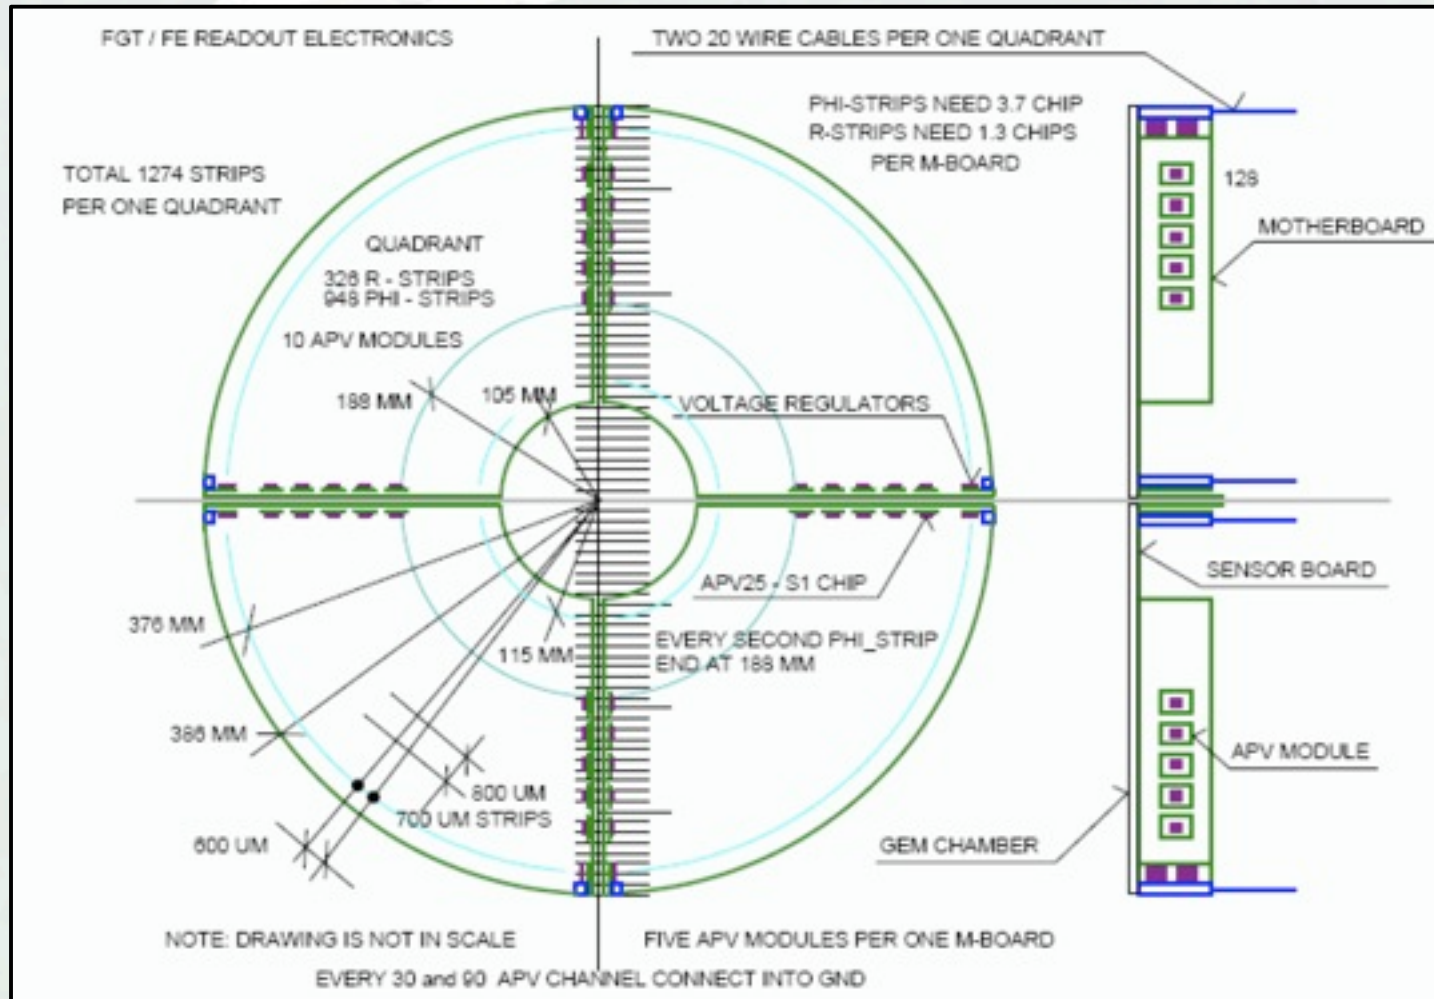 FGT / FE READOUT ELECTRONICS
TWO 20 WIRE CABLES PER ONE QUADRANT
PHI-STRIPS NEED 3.7 CHIP
R-STRIPS NEED 1.3 CHIPS
PER M-BOARD
TOTAL 1274 STRIPS
PER ONE QUADRANT
128
MOTHERBOARD
QUADRANT
326 R - STRIPS
948 PHI - STRIPS
10 APV MODULES
188 MM
105 MM
VOLTAGE REGULATORS
APV25 - S1 CHIP
SENSOR BOARD
376 MM
115 MM
EVERY SECOND PHI_STRIP
END AT 188 MM
386 MM
APV MODULE
800 UM
700 UM STRIPS
600 UM
GEM CHAMBER
NOTE: DRAWING IS NOT IN SCALE
FIVE APV MODULES PER ONE M-BOARD
EVERY 30 and 90 APV CHANNEL CONNECT INTO GND